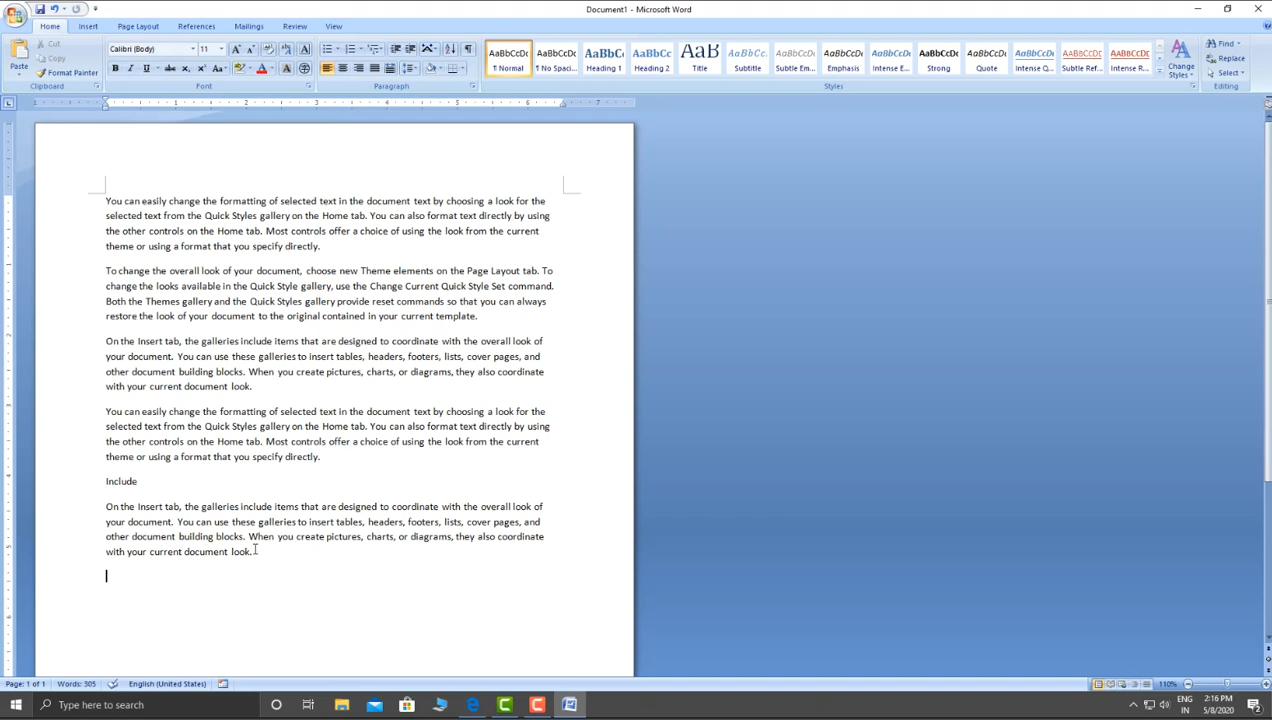 Document1 - Microsoft Word
Home Insert Page Layout References Mailings Review View
Paste
Cut
Copy
Format Painter
Clipboard
Calibri (Body) 11
Font
Paragraph
AaBbCcDc AaBbCcDc AaBbCc AaBbCc AaB AaBbCcDc AaBbCcDc AaBbCcDc AaBbCcDc AaBbCcDc AaBbCcDc AaBbCcDc AaBbCcDc
¶ Normal ¶ No Spaci... Heading 1 Heading 2 Title Subtitle Subtle Em... Emphasis Intense E... Strong Quote Intense Q... Subtle Ref... Intense R...
Styles
Change
Styles
Find
Replace
Select
Editing
You can easily change the formatting of selected text in the document text by choosing a look for the
selected text from the Quick Styles gallery on the Home tab. You can also format text directly by using
the other controls on the Home tab. Most controls offer a choice of using the look from the current
theme or using a format that you specify directly.
To change the overall look of your document, choose new Theme elements on the Page Layout tab. To
change the looks available in the Quick Style gallery, use the Change Current Quick Style Set command.
Both the Themes gallery and the Quick Styles gallery provide reset commands so that you can always
restore the look of your document to the original contained in your current template.
On the Insert tab, the galleries include items that are designed to coordinate with the overall look of
your document. You can use these galleries to insert tables, headers, footers, lists, cover pages, and
other document building blocks. When you create pictures, charts, or diagrams, they also coordinate
with your current document look.
You can easily change the formatting of selected text in the document text by choosing a look for the
selected text from the Quick Styles gallery on the Home tab. You can also format text directly by using
the other controls on the Home tab. Most controls offer a choice of using the look from the current
theme or using a format that you specify directly.
Include
On the Insert tab, the galleries include items that are designed to coordinate with the overall look of
your document. You can use these galleries to insert tables, headers, footers, lists, cover pages, and
other document building blocks. When you create pictures, charts, or diagrams, they also coordinate
with your current document look.
Page: 1 of 1 Words: 305 English (United States) 110%
Type here to search
ENG
IN
2:16 PM
5/8/2020